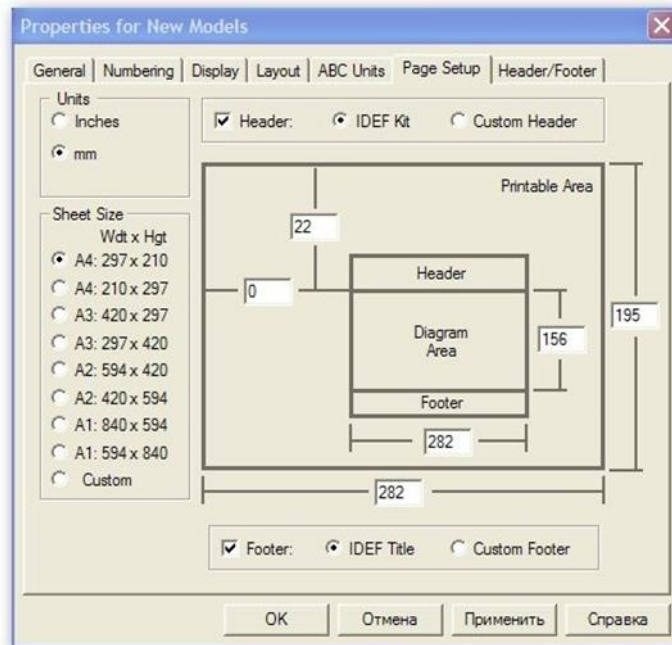 Properties for New Models
General Numbering Display Layout ABC Units Page Setup Header/Footer
Units
Inches
mm
Header: IDEF Kit Custom Header
Sheet Size
Wdt x Hgt
A4: 297 x 210
A4: 210 x 297
A3: 420 x 297
A3: 297 x 420
A2: 594 x 420
A2: 420 x 594
A1: 840 x 594
A1: 594 x 840
Custom
Printable Area
22
Header
0
195
Diagram
Area
156
Footer
282
282
Footer: IDEF Title Custom Footer
OK Отмена Применить Справка